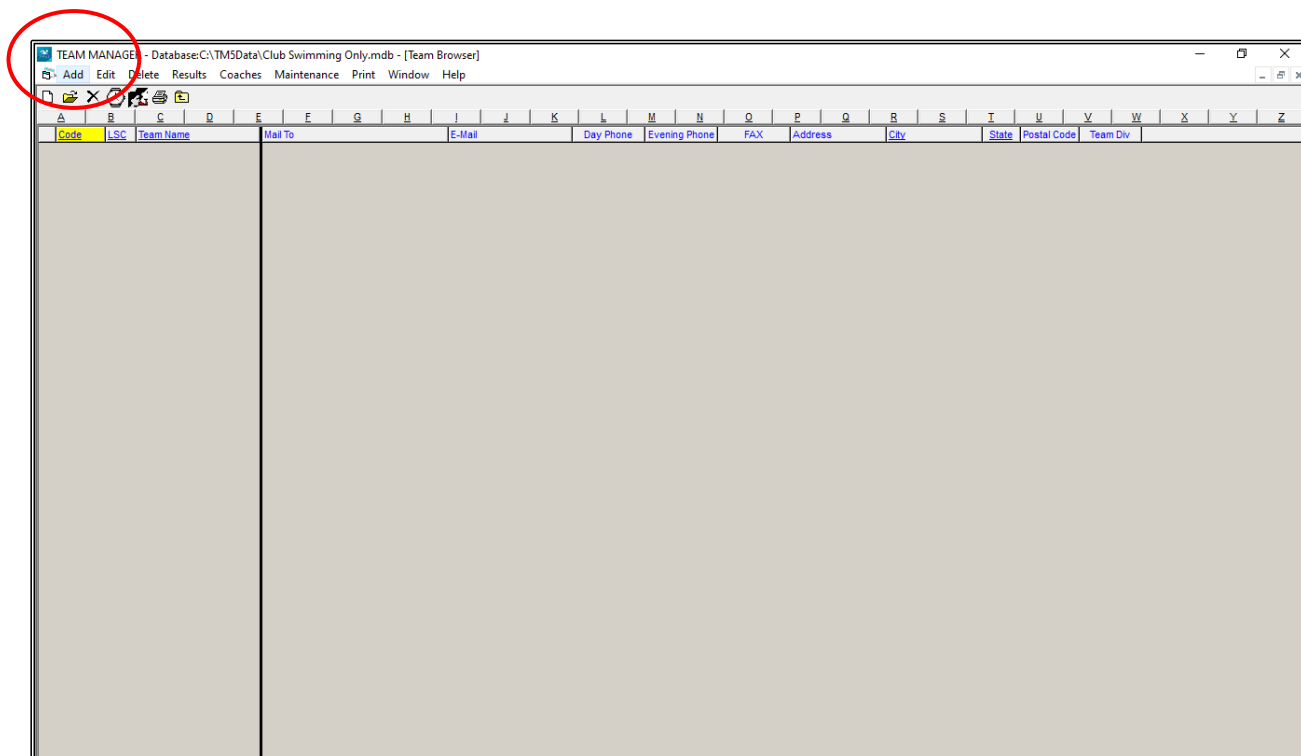 TEAM MANAGER - Database:C:\TM5Data\Club Swimming Only.mdb - [Team Browser]
Add Edit Delete Results Coaches Maintenance Print Window Help
A B C D E F G H I J K L M N O P Q R S T U V W X Y Z
Code LSC Team Name Mail To E-Mail Day Phone Evening Phone FAX Address City State Postal Code Team Div